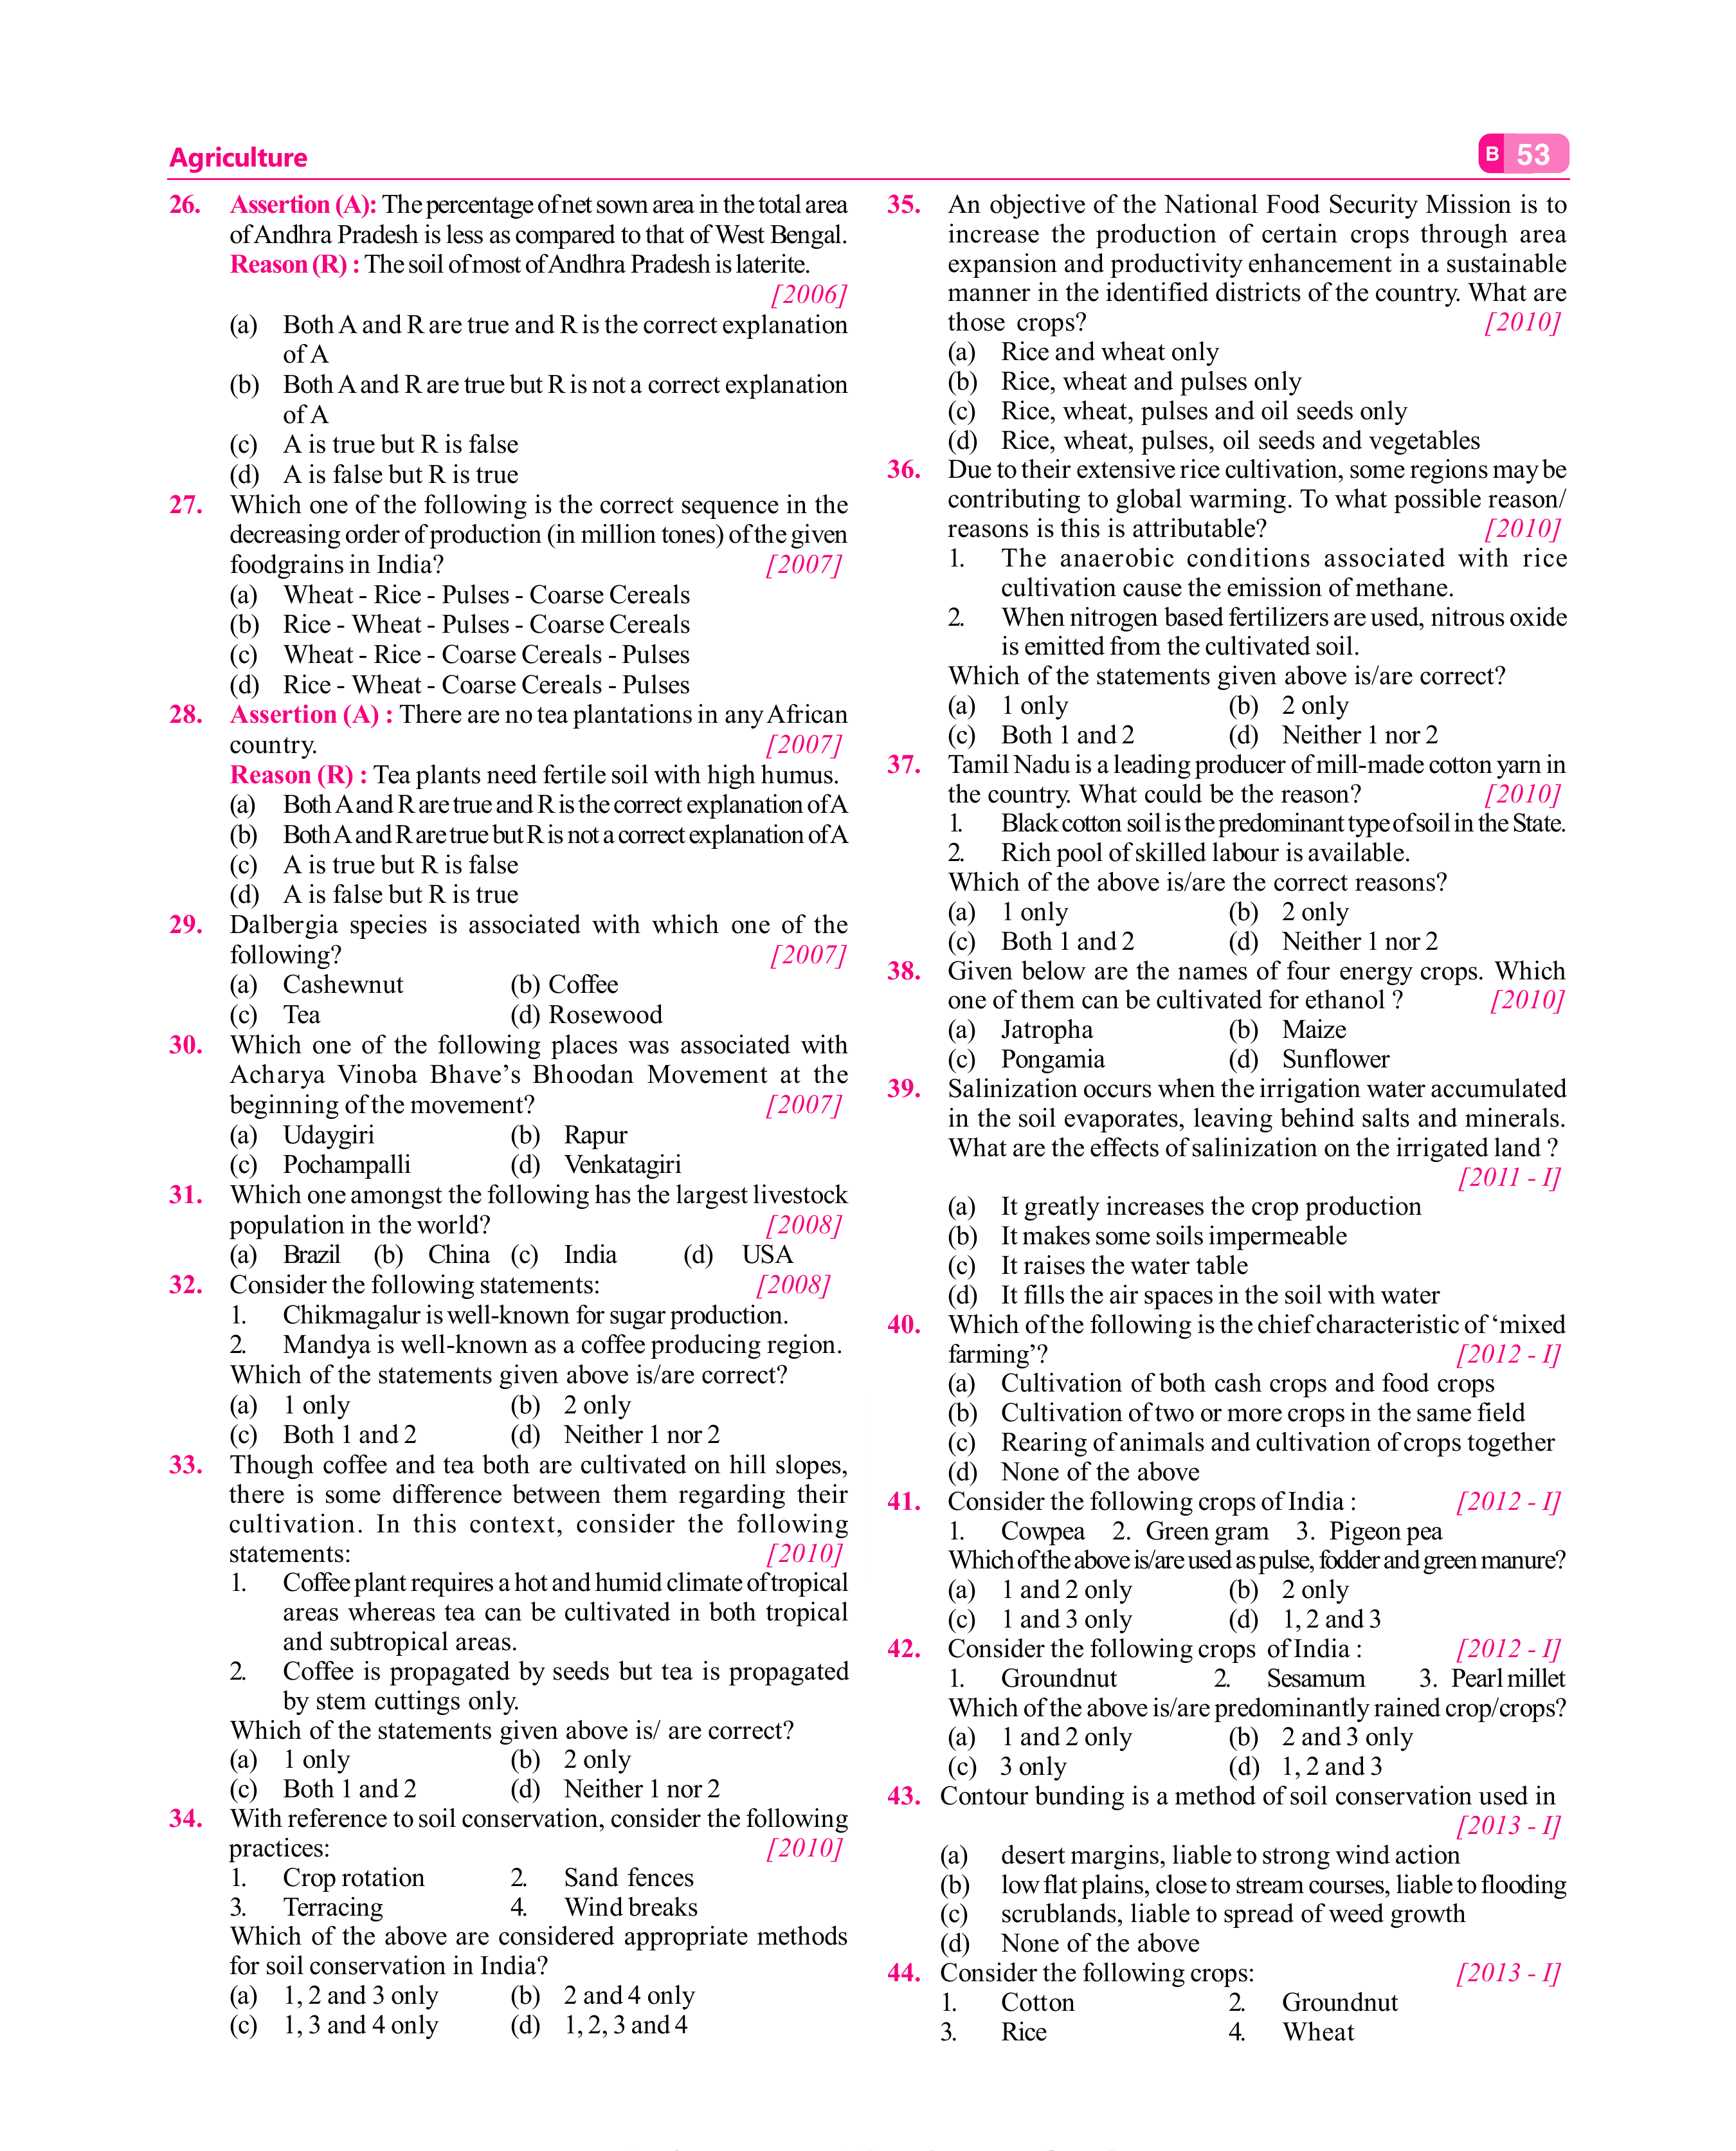 Agriculture
B 53
26. Assertion (A): The percentage of net sown area in the total area
of Andhra Pradesh is less as compared to that of West Bengal.
Reason (R) : The soil of most of Andhra Pradesh is laterite.
[2006]
(a) Both A and R are true and R is the correct explanation
of A
(b) Both A and R are true but R is not a correct explanation
of A
(c) A is true but R is false
(d) A is false but R is true
27. Which one of the following is the correct sequence in the
decreasing order of production (in million tones) of the given
foodgrains in India? [2007]
(a) Wheat - Rice - Pulses - Coarse Cereals
(b) Rice - Wheat - Pulses - Coarse Cereals
(c) Wheat - Rice - Coarse Cereals - Pulses
(d) Rice - Wheat - Coarse Cereals - Pulses
28. Assertion (A) : There are no tea plantations in any African
country. [2007]
Reason (R) : Tea plants need fertile soil with high humus.
(a) Both A and R are true and R is the correct explanation of A
(b) Both A and R are true but R is not a correct explanation of A
(c) A is true but R is false
(d) A is false but R is true
29. Dalbergia species is associated with which one of the
following? [2007]
(a) Cashewnut (b) Coffee
(c) Tea (d) Rosewood
30. Which one of the following places was associated with
Acharya Vinoba Bhave’s Bhoodan Movement at the
beginning of the movement? [2007]
(a) Udaygiri (b) Rapur
(c) Pochampalli (d) Venkatagiri
31. Which one amongst the following has the largest livestock
population in the world? [2008]
(a) Brazil (b) China (c) India (d) USA
32. Consider the following statements: [2008]
1. Chikmagalur is well-known for sugar production.
2. Mandya is well-known as a coffee producing region.
Which of the statements given above is/are correct?
(a) 1 only (b) 2 only
(c) Both 1 and 2 (d) Neither 1 nor 2
33. Though coffee and tea both are cultivated on hill slopes,
there is some difference between them regarding their
cultivation. In this context, consider the following
statements: [2010]
1. Coffee plant requires a hot and humid climate of tropical
areas whereas tea can be cultivated in both tropical
and subtropical areas.
2. Coffee is propagated by seeds but tea is propagated
by stem cuttings only.
Which of the statements given above is/ are correct?
(a) 1 only (b) 2 only
(c) Both 1 and 2 (d) Neither 1 nor 2
34. With reference to soil conservation, consider the following
practices: [2010]
1. Crop rotation 2. Sand fences
3. Terracing 4. Wind breaks
Which of the above are considered appropriate methods
for soil conservation in India?
(a) 1, 2 and 3 only (b) 2 and 4 only
(c) 1, 3 and 4 only (d) 1, 2, 3 and 4
35. An objective of the National Food Security Mission is to
increase the production of certain crops through area
expansion and productivity enhancement in a sustainable
manner in the identified districts of the country. What are
those crops? [2010]
(a) Rice and wheat only
(b) Rice, wheat and pulses only
(c) Rice, wheat, pulses and oil seeds only
(d) Rice, wheat, pulses, oil seeds and vegetables
36. Due to their extensive rice cultivation, some regions may be
contributing to global warming. To what possible reason/
reasons is this is attributable? [2010]
1. The anaerobic conditions associated with rice
cultivation cause the emission of methane.
2. When nitrogen based fertilizers are used, nitrous oxide
is emitted from the cultivated soil.
Which of the statements given above is/are correct?
(a) 1 only (b) 2 only
(c) Both 1 and 2 (d) Neither 1 nor 2
37. Tamil Nadu is a leading producer of mill-made cotton yarn in
the country. What could be the reason? [2010]
1. Black cotton soil is the predominant type of soil in the State.
2. Rich pool of skilled labour is available.
Which of the above is/are the correct reasons?
(a) 1 only (b) 2 only
(c) Both 1 and 2 (d) Neither 1 nor 2
38. Given below are the names of four energy crops. Which
one of them can be cultivated for ethanol ? [2010]
(a) Jatropha (b) Maize
(c) Pongamia (d) Sunflower
39. Salinization occurs when the irrigation water accumulated
in the soil evaporates, leaving behind salts and minerals.
What are the effects of salinization on the irrigated land ?
[2011 - I]
(a) It greatly increases the crop production
(b) It makes some soils impermeable
(c) It raises the water table
(d) It fills the air spaces in the soil with water
40. Which of the following is the chief characteristic of ‘mixed
farming’? [2012 - I]
(a) Cultivation of both cash crops and food crops
(b) Cultivation of two or more crops in the same field
(c) Rearing of animals and cultivation of crops together
(d) None of the above
41. Consider the following crops of India : [2012 - I]
1. Cowpea 2. Green gram 3. Pigeon pea
Which of the above is/are used as pulse, fodder and green manure?
(a) 1 and 2 only (b) 2 only
(c) 1 and 3 only (d) 1, 2 and 3
42. Consider the following crops of India : [2012 - I]
1. Groundnut 2. Sesamum 3. Pearl millet
Which of the above is/are predominantly rained crop/crops?
(a) 1 and 2 only (b) 2 and 3 only
(c) 3 only (d) 1, 2 and 3
43. Contour bunding is a method of soil conservation used in
[2013 - I]
(a) desert margins, liable to strong wind action
(b) low flat plains, close to stream courses, liable to flooding
(c) scrublands, liable to spread of weed growth
(d) None of the above
44. Consider the following crops: [2013 - I]
1. Cotton 2. Groundnut
3. Rice 4. Wheat